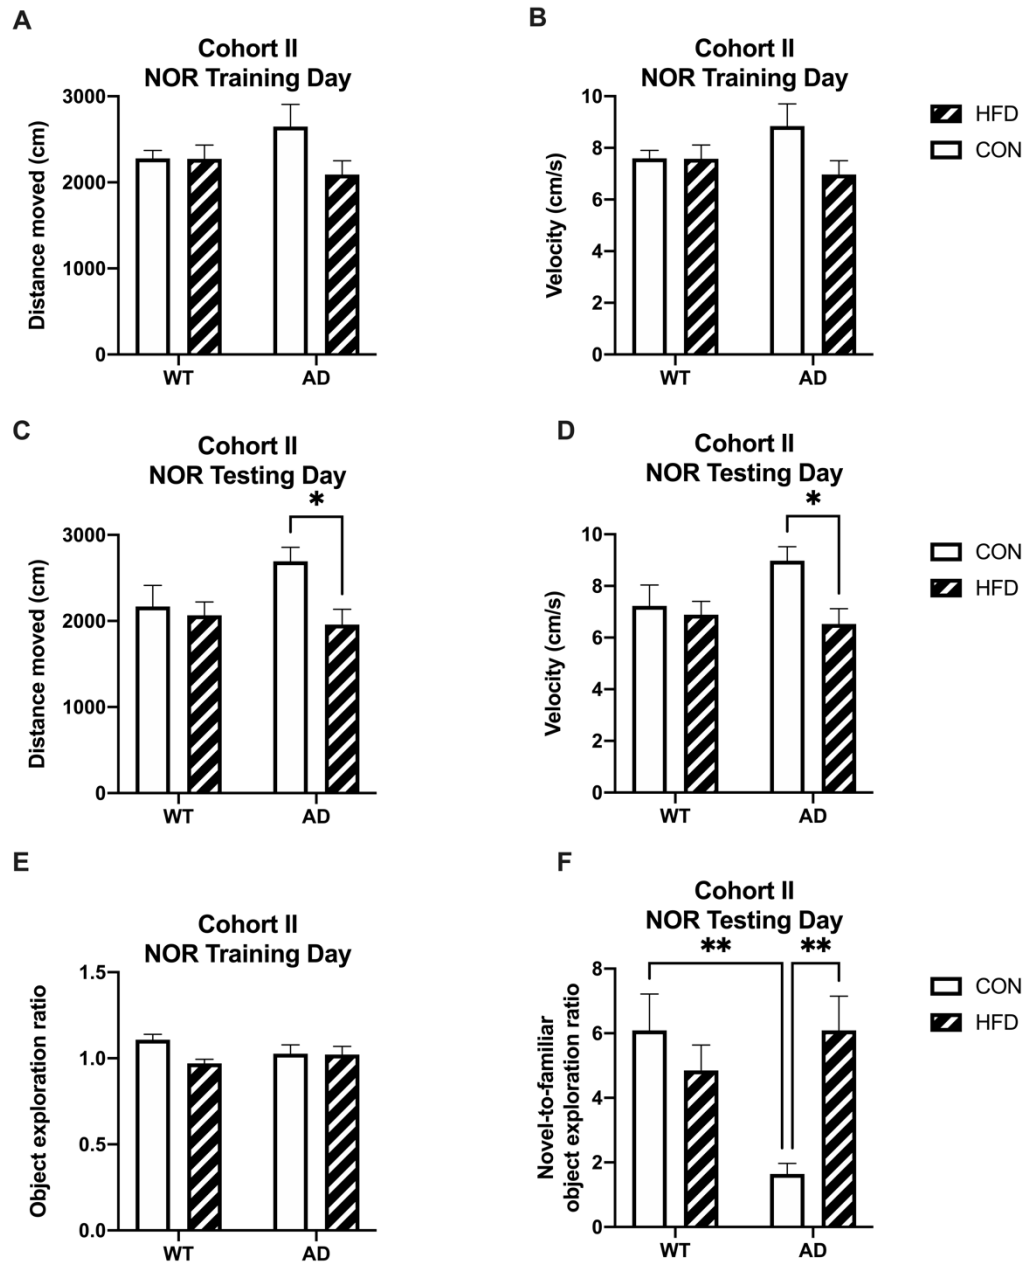 A
Cohort II
NOR Training Day
Distance moved (cm)
3000
2000
1000
0
WT
AD
B
Cohort II
NOR Training Day
Velocity (cm/s)
10
8
6
4
2
0
WT
AD
HFD
CON
C
Cohort II
NOR Testing Day
*
Distance moved (cm)
3000
2000
1000
0
WT
AD
D
Cohort II
NOR Testing Day
*
Velocity (cm/s)
10
8
6
4
2
0
WT
AD
CON
HFD
E
Cohort II
NOR Training Day
Object exploration ratio
1.5
1.0
0.5
0.0
WT
AD
F
Cohort II
NOR Testing Day
** **
Novel-to-familiar
object exploration ratio
8
6
4
2
0
WT
AD
CON
HFD